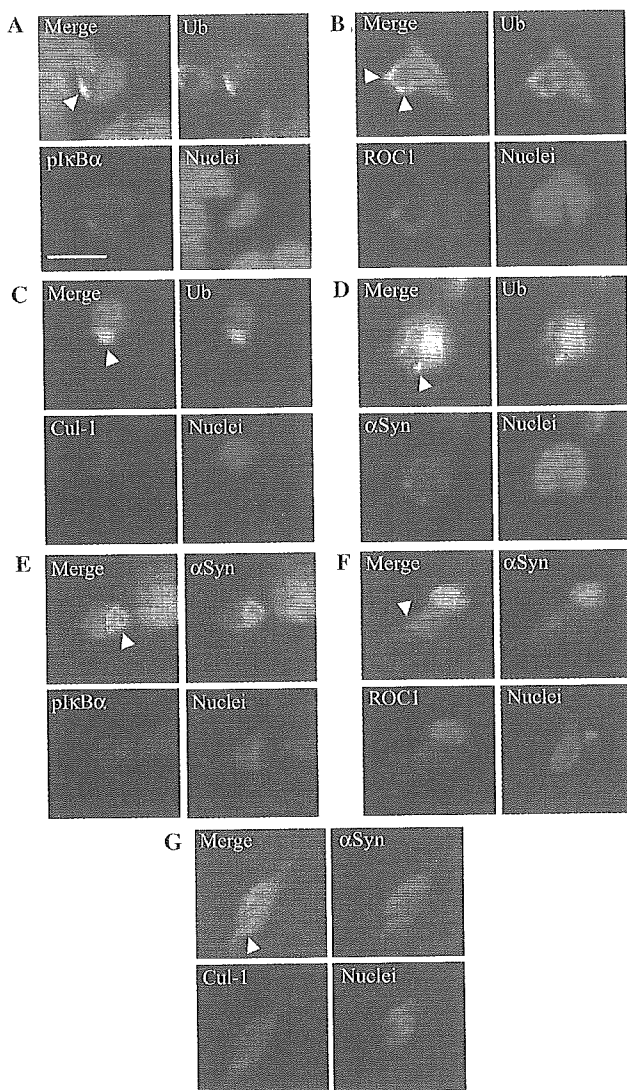 A Merge Ub
pIκBα Nuclei
B Merge Ub
ROC1 Nuclei
C Merge Ub
Cul-1 Nuclei
D Merge Ub
αSyn Nuclei
E Merge αSyn
pIκBα Nuclei
F Merge αSyn
ROC1 Nuclei
G Merge αSyn
Cul-1 Nuclei